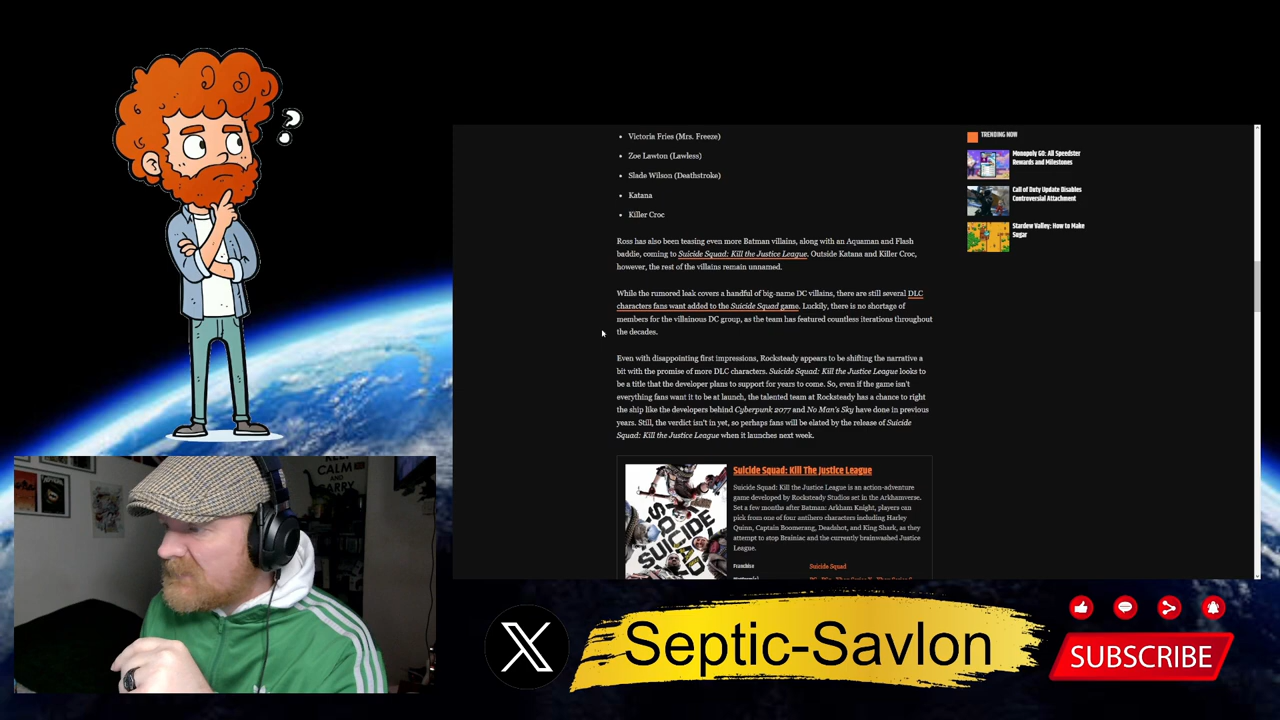 Victoria Fries (Mrs. Freeze)
Zoe Lawton (Lawless)
Slade Wilson (Deathstroke)
Katana
Killer Croc
Ross has also been teasing even more Batman villains, along with an Aquaman and Flash
baddie, coming to Suicide Squad: Kill the Justice League. Outside Katana and Killer Croc,
however, the rest of the villains remain unnamed.
While the rumored leak covers a handful of big-name DC villains, there are still several DLC
characters fans want added to the Suicide Squad game. Luckily, there is no shortage of
members for the villainous DC group, as the team has featured countless iterations throughout
the decades.
Even with disappointing first impressions, Rocksteady appears to be shifting the narrative a
bit with the promise of more DLC characters. Suicide Squad: Kill the Justice League looks to
be a title that the developer plans to support for years to come. So, even if the game isn't
everything fans want it to be at launch, the talented team at Rocksteady has a chance to right
the ship like the developers behind Cyberpunk 2077 and No Man's Sky have done in previous
years. Still, the verdict isn't in yet, so perhaps fans will be elated by the release of Suicide
Squad: Kill the Justice League when it launches next week.
SUICIDE
SQUAD
Suicide Squad: Kill The Justice League
Suicide Squad: Kill the Justice League is an action-adventure
game developed by Rocksteady Studios set in the Arkhamverse.
Set a few months after Batman: Arkham Knight, players can
pick from one of four antihero characters including Harley
Quinn, Captain Boomerang, Deadshot, and King Shark, as they
attempt to stop Brainiac and the currently brainwashed Justice
League.
Franchise Suicide Squad
TRENDING NOW
Monopoly GO: All Speedster
Rewards and Milestones
Call of Duty Update Disables
Controversial Attachment
Stardew Valley: How to Make
Sugar
KEEP
CALM
AND
CARRY
X
Septic-Savlon
SUBSCRIBE